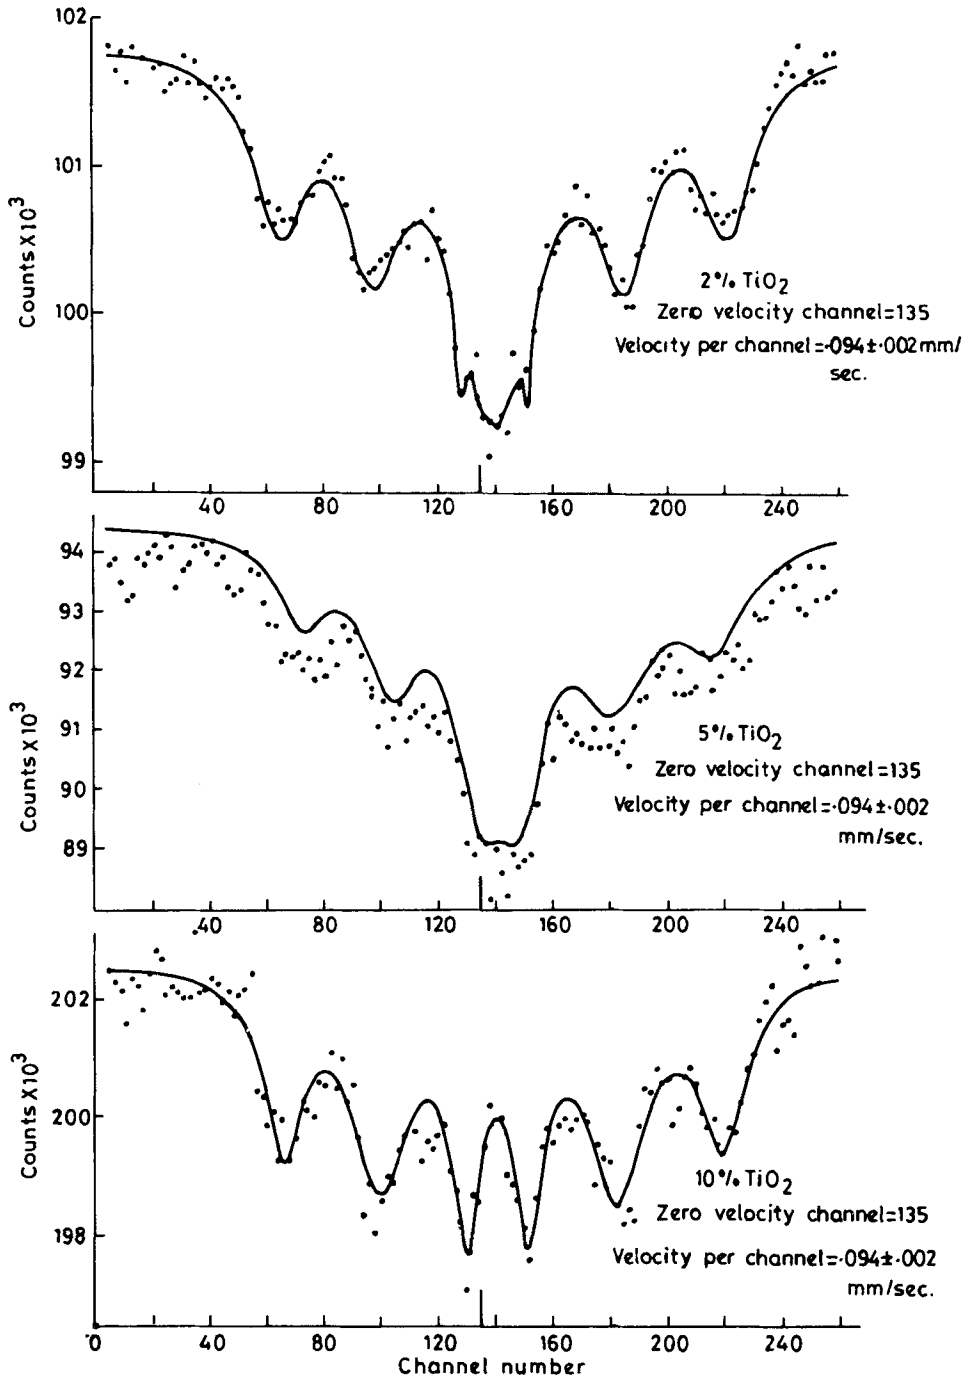 102
101
100
99
Counts X 10³
2% TiO₂
Zero velocity channel=135
Velocity per channel=·094±·002mm/
sec.
40 80 120 160 200 240
94
93
92
91
90
89
Counts X 10³
5% TiO₂
Zero velocity channel=135
Velocity per channel=·094±·002
mm/sec.
40 80 120 160 200 240
202
200
198
Counts X10³
10% TiO₂
Zero velocity channel=135
Velocity per channel=·094±·002
mm/sec.
0 40 80 120 160 200 240
Channel number